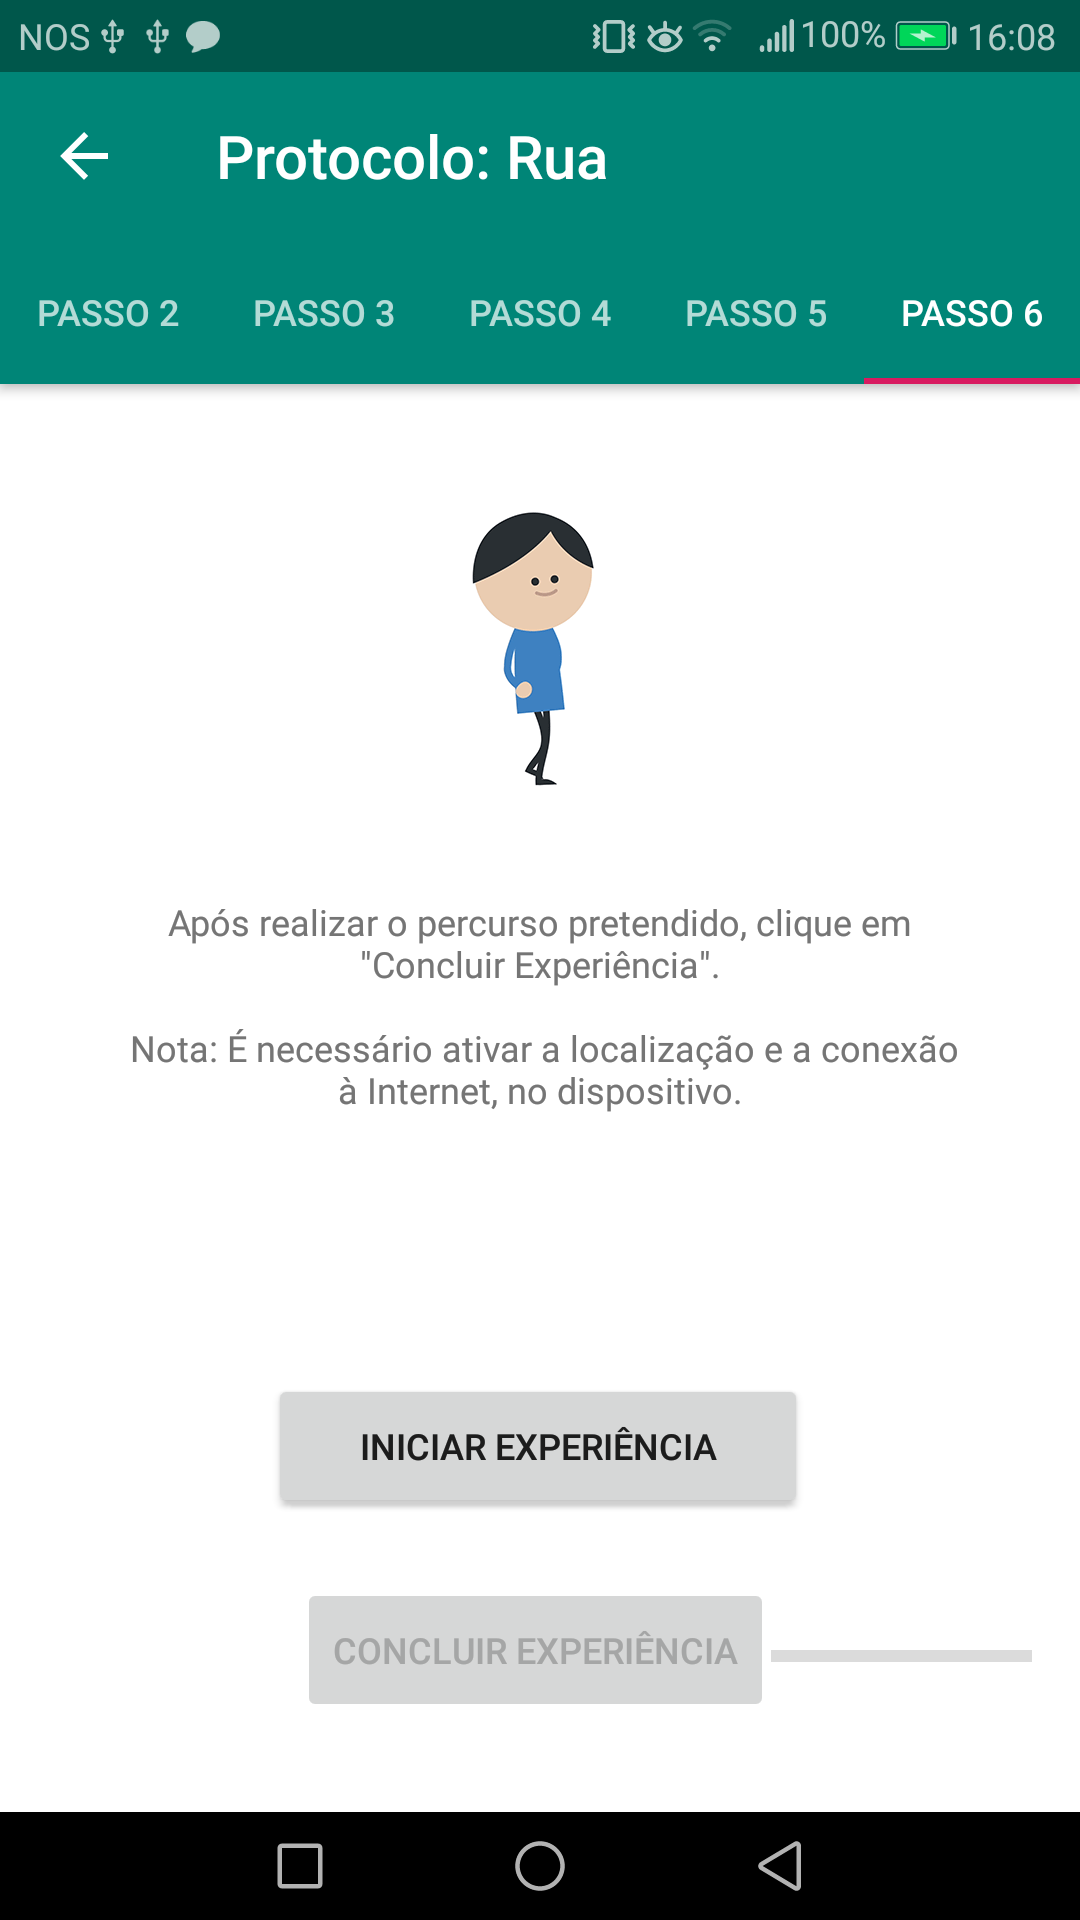 NOS 100% 16:08
Protocolo: Rua
PASSO 2 PASSO 3 PASSO 4 PASSO 5 PASSO 6
Após realizar o percurso pretendido, clique em
"Concluir Experiência".
Nota: É necessário ativar a localização e a conexão
à Internet, no dispositivo.
INICIAR EXPERIÊNCIA
CONCLUIR EXPERIÊNCIA